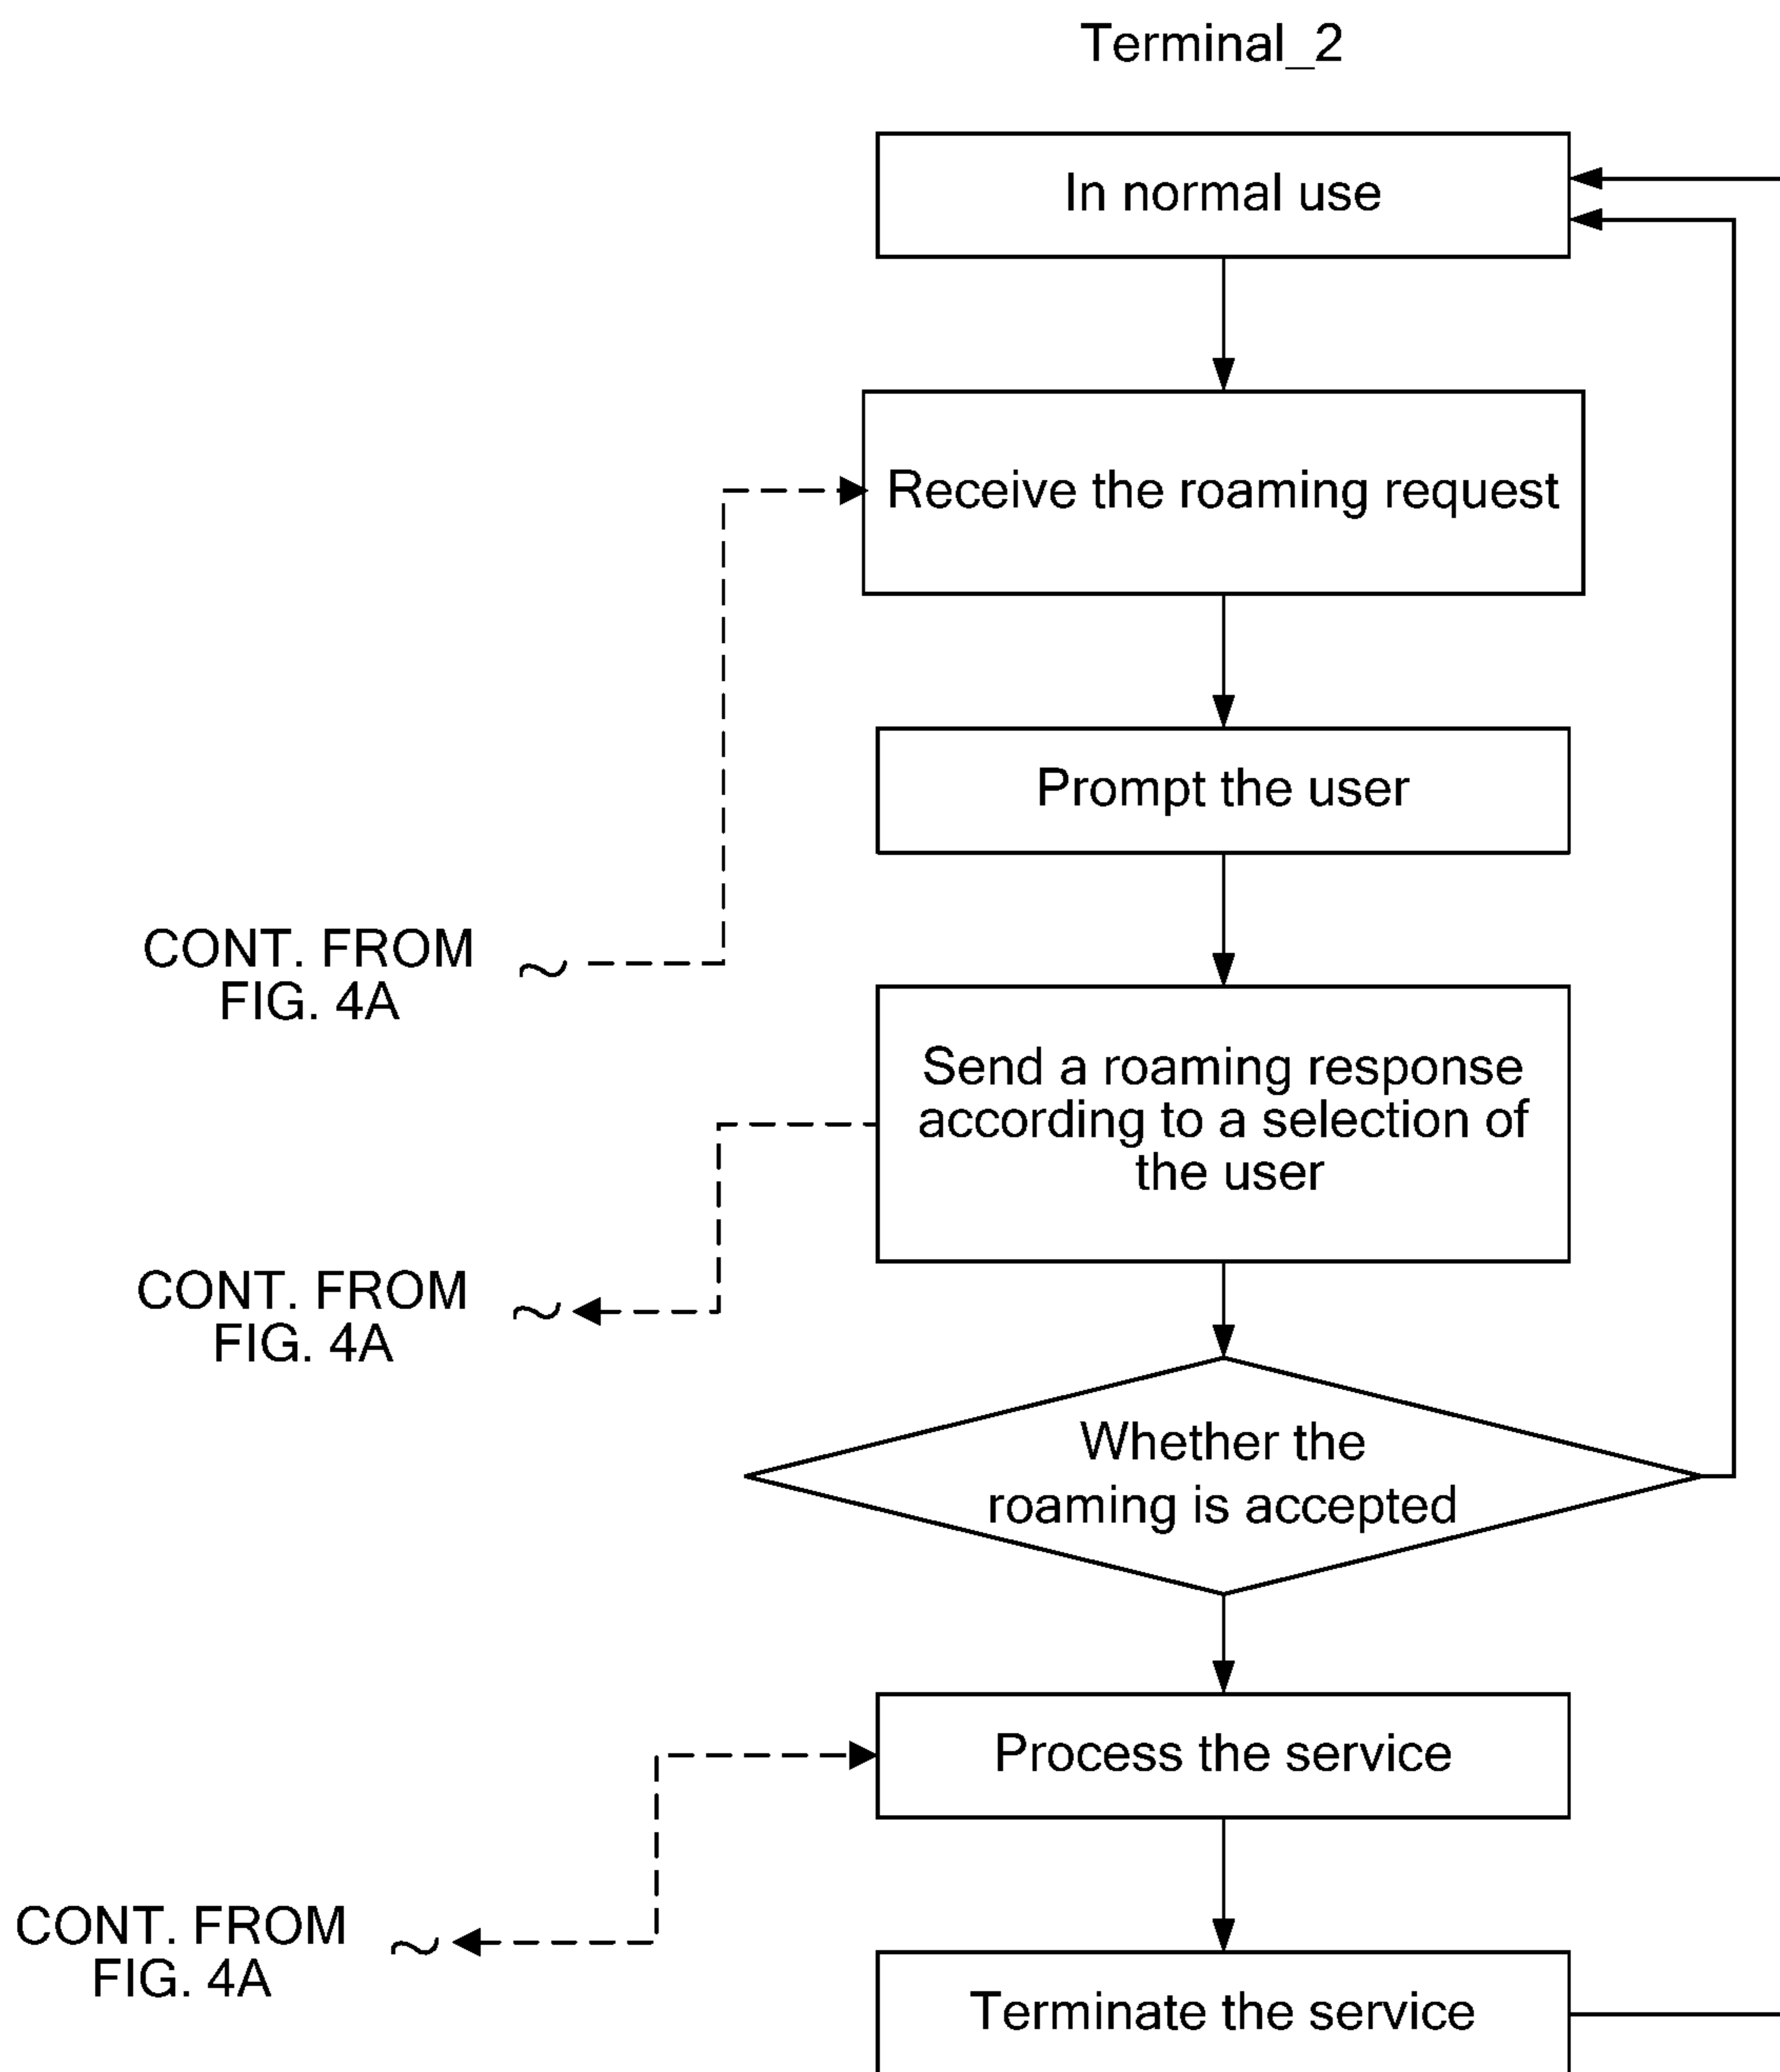 Terminal_2
In normal use
Receive the roaming request
Prompt the user
CONT. FROM
FIG. 4A
Send a roaming response
according to a selection of
the user
CONT. FROM
FIG. 4A
Whether the
roaming is accepted
Process the service
CONT. FROM
FIG. 4A
Terminate the service